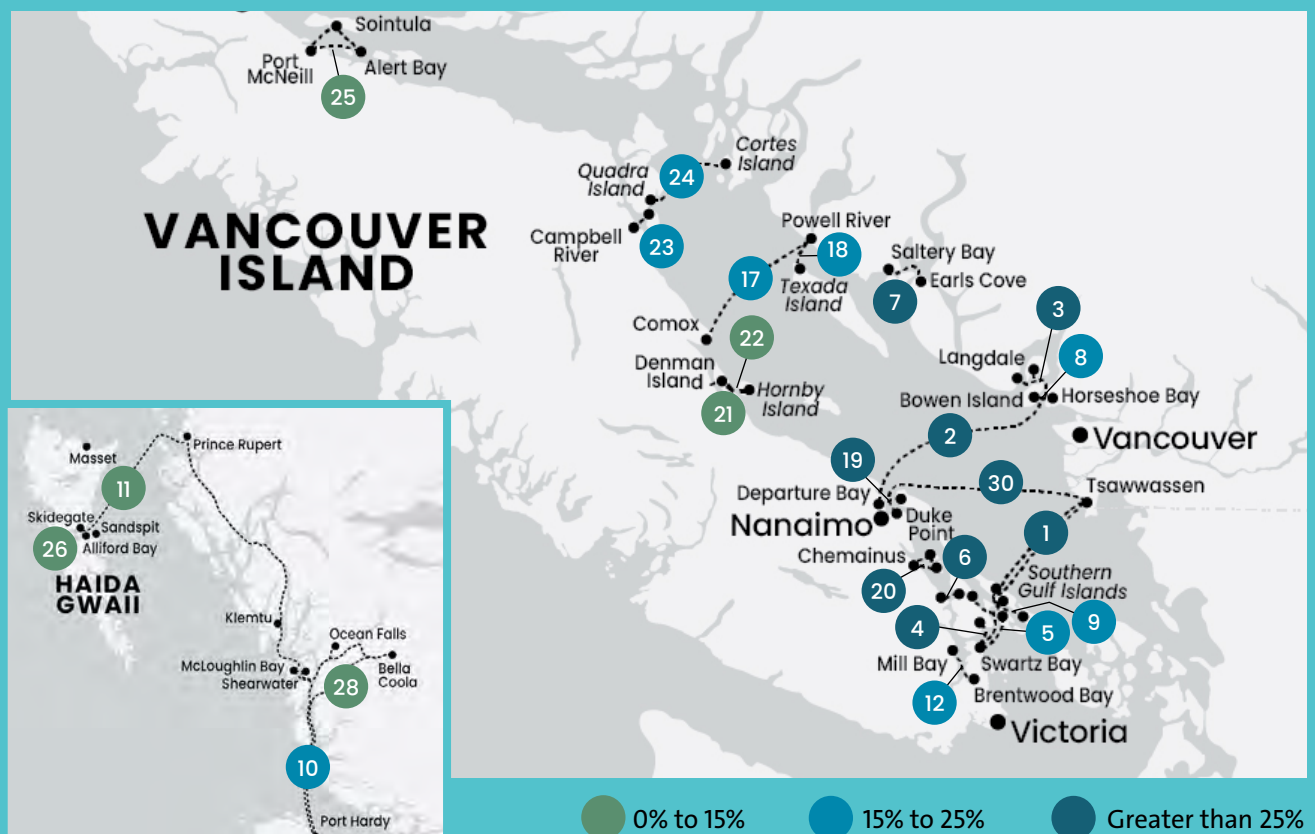 Sointula
Port
McNeill
Alert Bay
25
Cortes
Island
Quadra
Island
24
Campbell
River
23
VANCOUVER
ISLAND
Powell River
18
17
Texada
Island
Saltery Bay
Earls Cove
7
Comox
22
Denman
Island
Hornby
Island
21
3
Langdale
8
Bowen Island
Horseshoe Bay
2
Vancouver
19
30
Departure Bay
Tsawwassen
Nanaimo
Duke
Point
1
Chemainus
6
20
Southern
Gulf Islands
9
4
5
Mill Bay
Swartz Bay
12
Brentwood Bay
Victoria
Prince Rupert
Masset
11
Skidegate
Sandspit
26
Alliford Bay
HAIDA
GWAII
Klemtu
Ocean Falls
McLoughlin Bay
Shearwater
Bella
Coola
28
10
Port Hardy
0% to 15%
15% to 25%
Greater than 25%